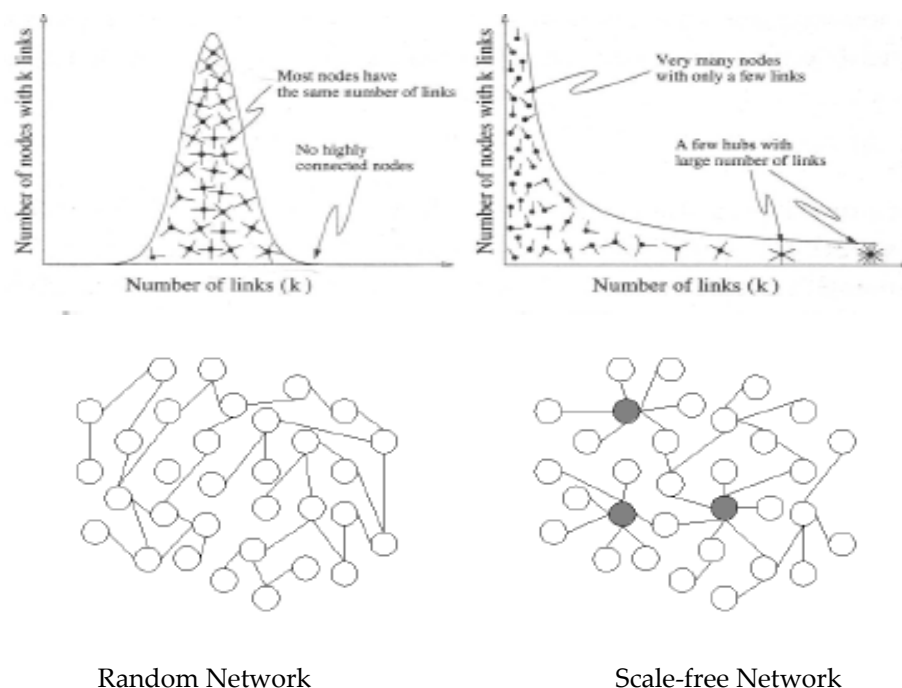 Number of nodes with k links
Most nodes have
the same number of links
No highly
connected nodes
Number of links (k)
Number of nodes with k links
Very many nodes
with only a few links
A few hubs with
large number of links
Number of links (k)
Random Network
Scale-free Network